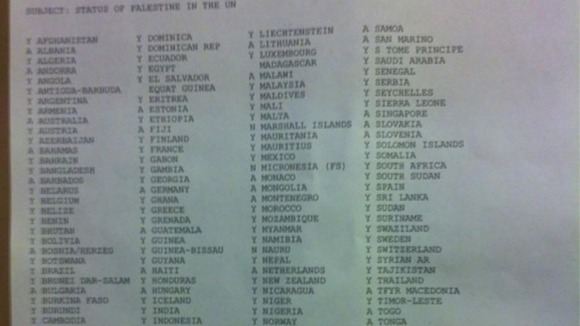 SUBJECT: STATUS OF PALESTINE IN THE UN
Y AFGHANISTAN
A ALBANIA
Y ALGERIA
A ANDORRA
Y ANGOLA
Y ANTIGUA-BARBUDA
Y ARGENTINA
Y ARMENIA
A AUSTRALIA
Y AUSTRIA
Y AZERBAIJAN
A BAHAMAS
Y BAHRAIN
Y BANGLADESH
A BARBADOS
Y BELARUS
Y BELGIUM
Y BELIZE
Y BENIN
Y BHUTAN
Y BOLIVIA
A BOSNIA/HERZEG
Y BOTSWANA
Y BRAZIL
Y BRUNEI DAR-SALAM
A BULGARIA
Y BURKINA FASO
Y BURUNDI
Y CAMBODIA
Y DOMINICA
Y DOMINICAN REP
Y ECUADOR
Y EGYPT
Y EL SALVADOR
EQUAT GUINEA
Y ERITREA
A ESTONIA
Y ETHIOPIA
A FIJI
Y FINLAND
Y FRANCE
Y GABON
Y GAMBIA
Y GEORGIA
A GERMANY
Y GHANA
Y GREECE
Y GRENADA
A GUATEMALA
Y GUINEA
Y GUINEA-BISSAU
Y GUYANA
A HAITI
Y HONDURAS
A HUNGARY
Y ICELAND
Y INDIA
Y INDONESIA
Y LIECHTENSTEIN
A LITHUANIA
Y LUXEMBOURG
MADAGASCAR
A MALAWI
Y MALAYSIA
Y MALDIVES
Y MALI
Y MALTA
N MARSHALL ISLANDS
Y MAURITANIA
Y MAURITIUS
Y MEXICO
N MICRONESIA (FS)
A MONACO
A MONGOLIA
A MONTENEGRO
Y MOROCCO
Y MOZAMBIQUE
Y MYANMAR
Y NAMIBIA
N NAURU
Y NEPAL
A NETHERLANDS
Y NEW ZEALAND
Y NICARAGUA
Y NIGER
Y NIGERIA
Y NORWAY
A SAMOA
A SAN MARINO
Y S TOME PRINCIPE
Y SAUDI ARABIA
Y SENEGAL
Y SERBIA
Y SEYCHELLES
Y SIERRA LEONE
A SINGAPORE
A SLOVAKIA
A SLOVENIA
Y SOLOMON ISLANDS
Y SOMALIA
Y SOUTH AFRICA
Y SOUTH SUDAN
Y SPAIN
Y SRI LANKA
Y SUDAN
Y SURINAME
Y SWAZILAND
Y SWEDEN
Y SWITZERLAND
Y SYRIAN AR
Y TAJIKISTAN
Y THAILAND
A TFYR MACEDONIA
Y TIMOR-LESTE
A TOGO
A TONGA